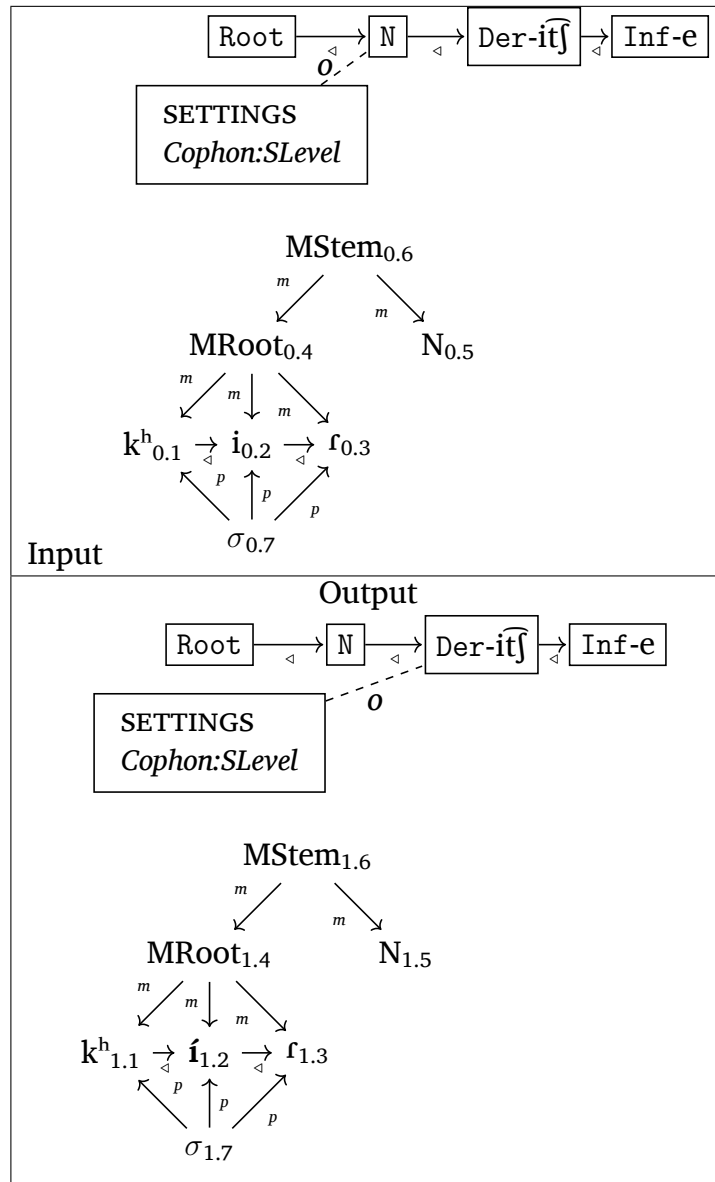 Root ◃ N ◃ Der-it͡ʃ ◃ Inf-e
o
SETTINGS
Cophon:SLevel
MStem₀.₆
m m
MRoot₀.₄ N₀.₅
m m m
kʰ₀.₁ ◃ i₀.₂ ◃ ɾ₀.₃
p p p
σ₀.₇
Input
Output
Root ◃ N ◃ Der-it͡ʃ ◃ Inf-e
o
SETTINGS
Cophon:SLevel
MStem₁.₆
m m
MRoot₁.₄ N₁.₅
m m m
kʰ₁.₁ ◃ í₁.₂ ◃ ɾ₁.₃
p p p
σ₁.₇